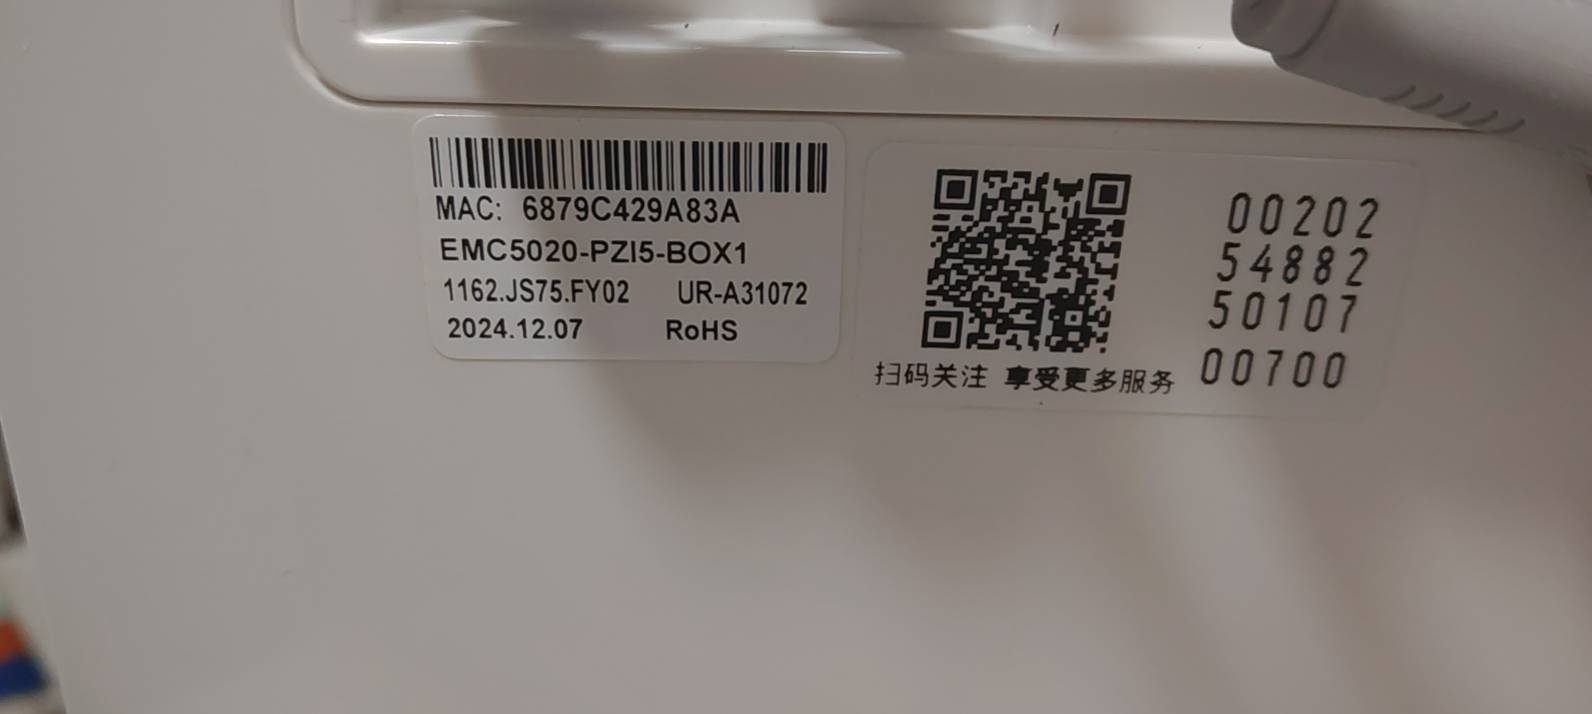 MAC: 6879C429A83A
EMC5020-PZI5-BOX1
1162.JS75.FY02 UR-A31072
2024.12.07 RoHS
00202
54882
50107
00700
扫码关注 享受更多服务